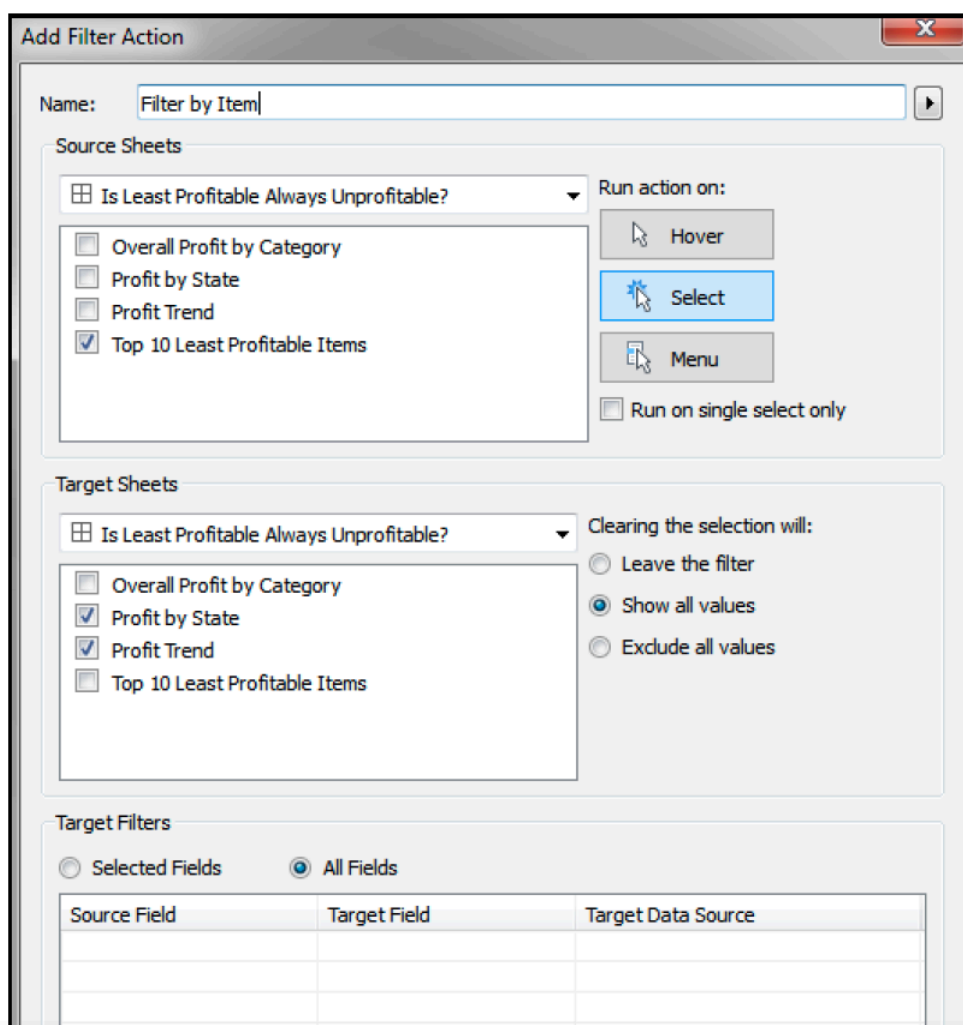 Add Filter Action
Name: Filter by Item
Source Sheets
Is Least Profitable Always Unprofitable?
Run action on:
Overall Profit by Category
Hover
Profit by State
Profit Trend
Select
Top 10 Least Profitable Items
Menu
Run on single select only
Target Sheets
Is Least Profitable Always Unprofitable?
Clearing the selection will:
Overall Profit by Category
Leave the filter
Profit by State
Show all values
Profit Trend
Exclude all values
Top 10 Least Profitable Items
Target Filters
Selected Fields All Fields
Source Field Target Field Target Data Source